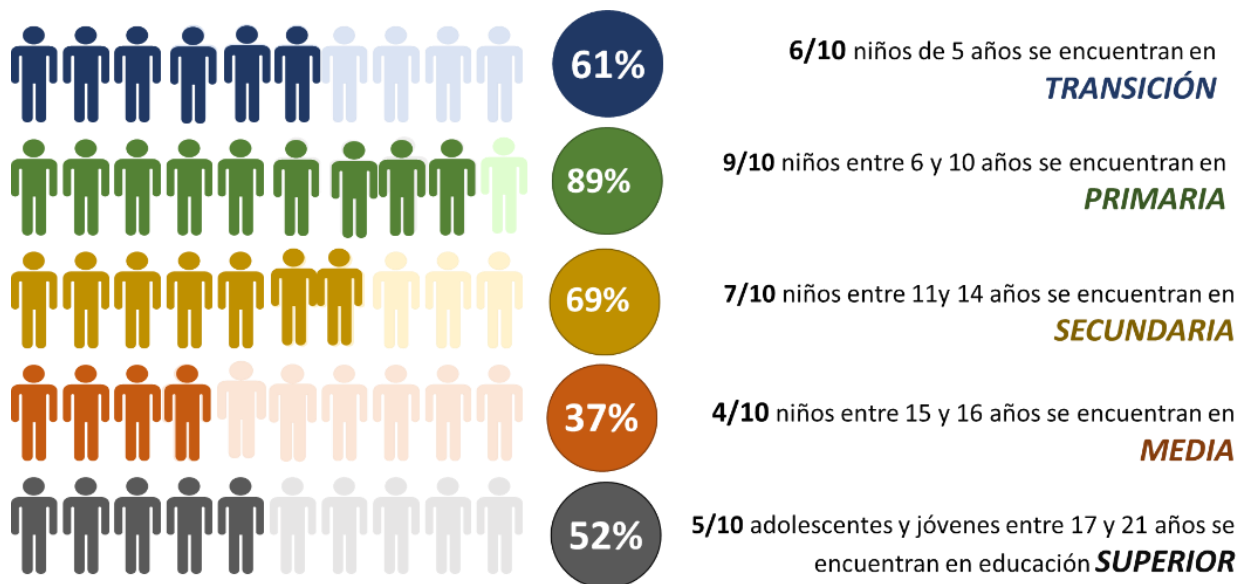 61%
6/10 niños de 5 años se encuentran en
TRANSICIÓN
89%
9/10 niños entre 6 y 10 años se encuentran en
PRIMARIA
69%
7/10 niños entre 11y 14 años se encuentran en
SECUNDARIA
37%
4/10 niños entre 15 y 16 años se encuentran en
MEDIA
52%
5/10 adolescentes y jóvenes entre 17 y 21 años se
encuentran en educación SUPERIOR